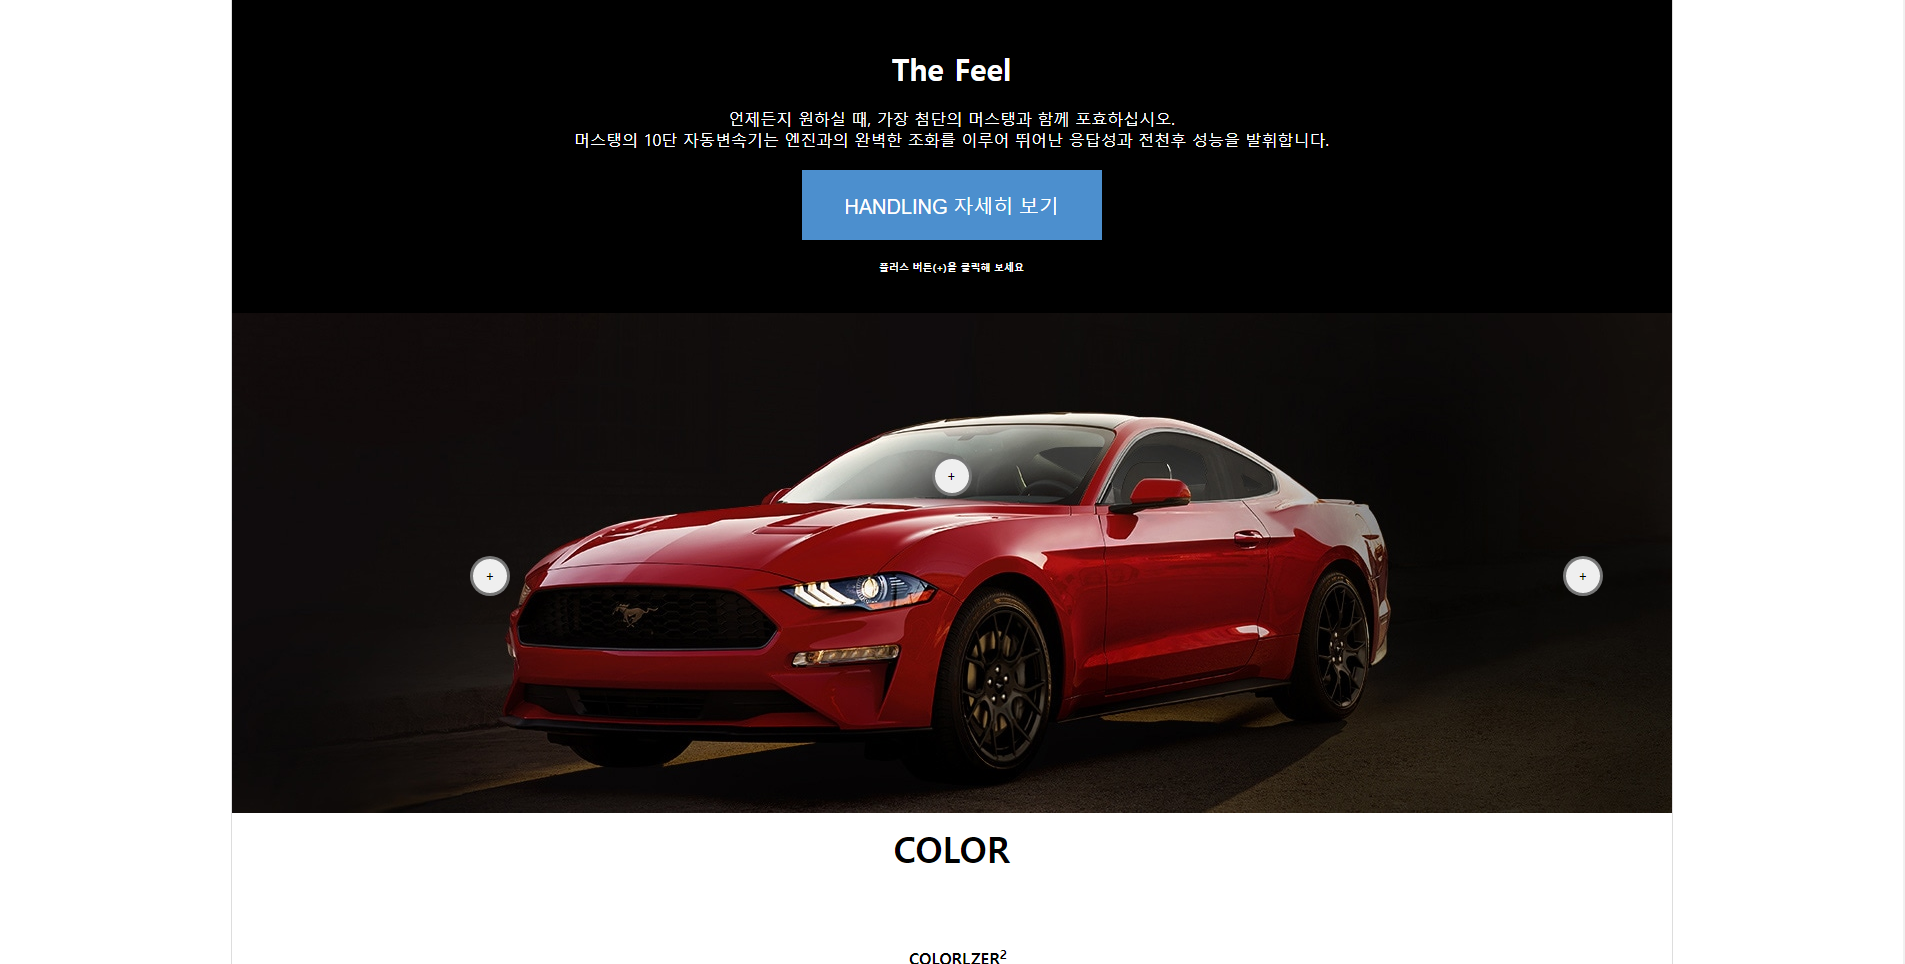 The Feel
언제든지 원하실 때, 가장 첨단의 머스탱과 함께 포효하십시오.
머스탱의 10단 자동변속기는 엔진과의 완벽한 조화를 이루어 뛰어난 응답성과 전천후 성능을 발휘합니다.
HANDLING 자세히 보기
플러스 버튼(+)을 클릭해 보세요
+
+
+
COLOR
COLORLZER²